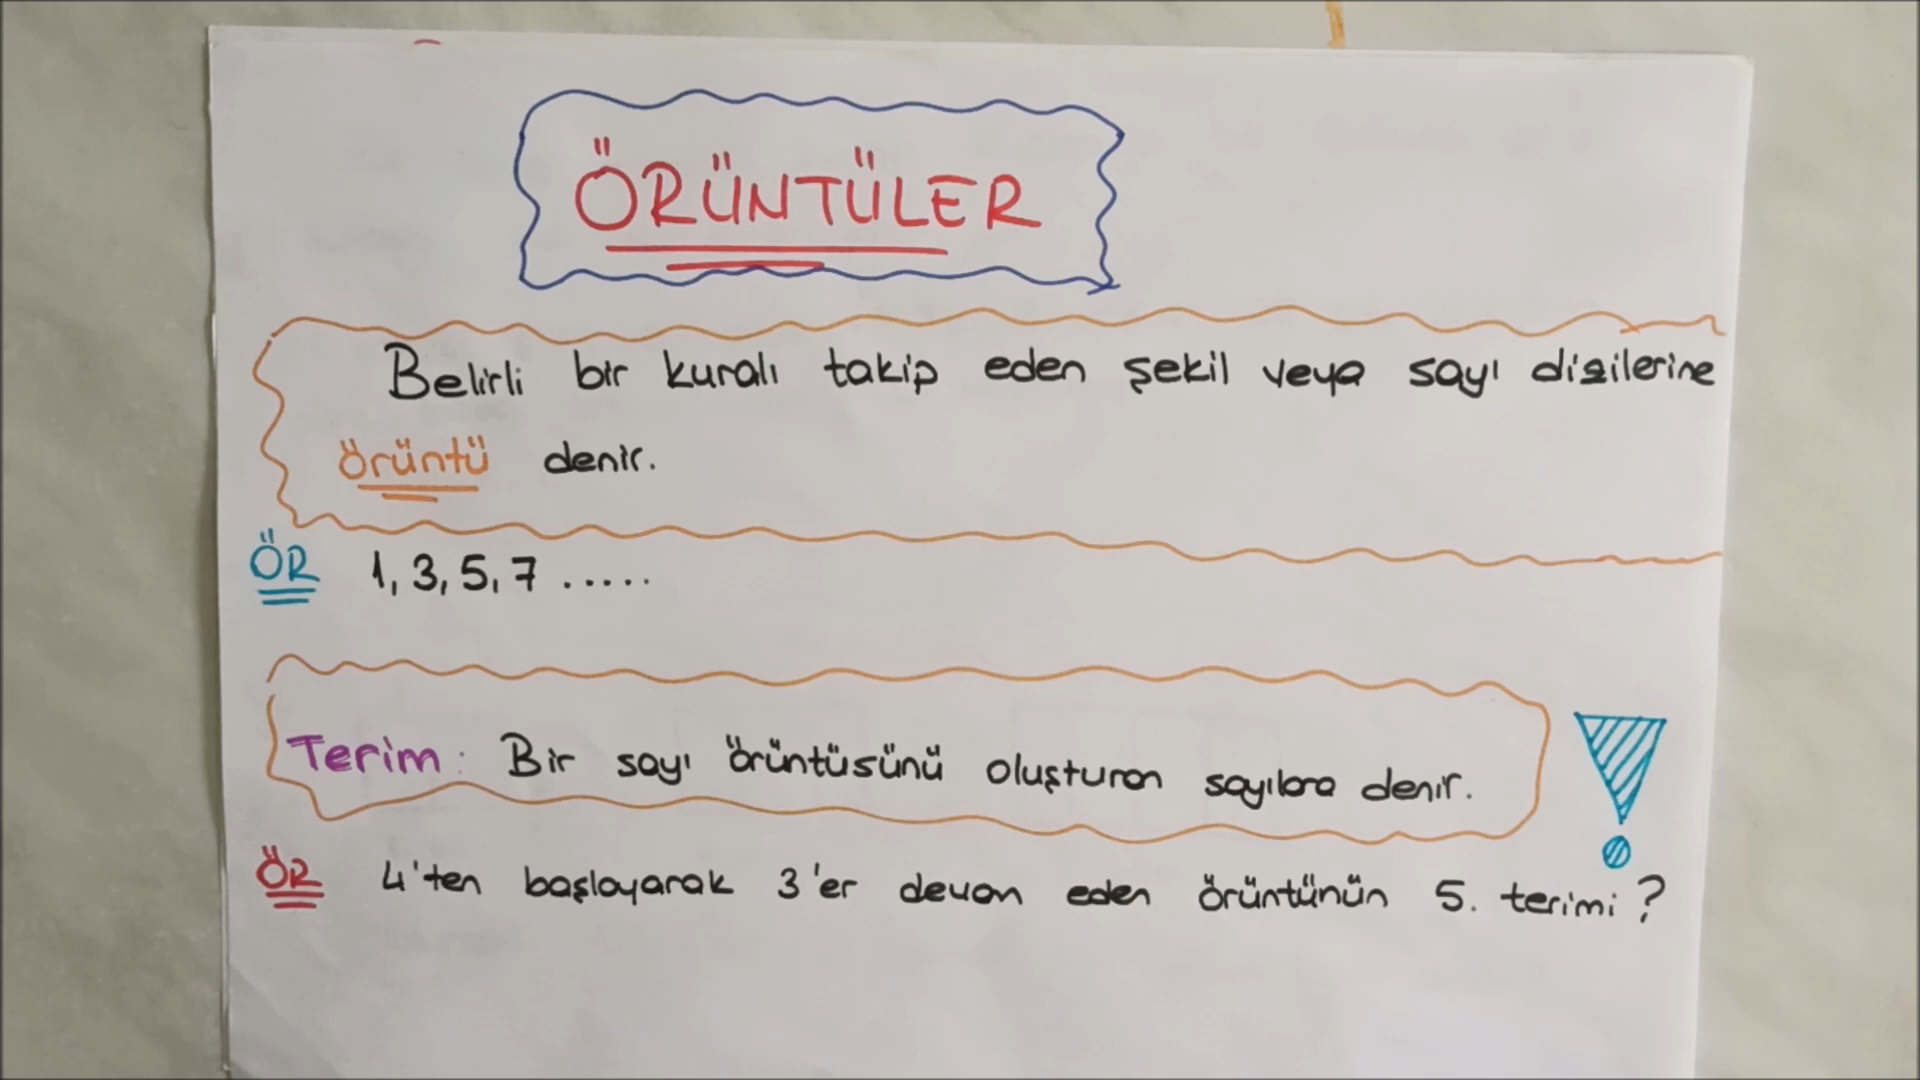 ÖRÜNTÜLER
Belirli bir kuralı takip eden şekil veya sayı dizilerine
örüntü denir.
ÖR 1, 3, 5, 7 .....
Terim: Bir sayı örüntüsünü oluşturan sayılara denir.
ÖR 4'ten başlayarak 3'er devam eden örüntünün 5. terimi?